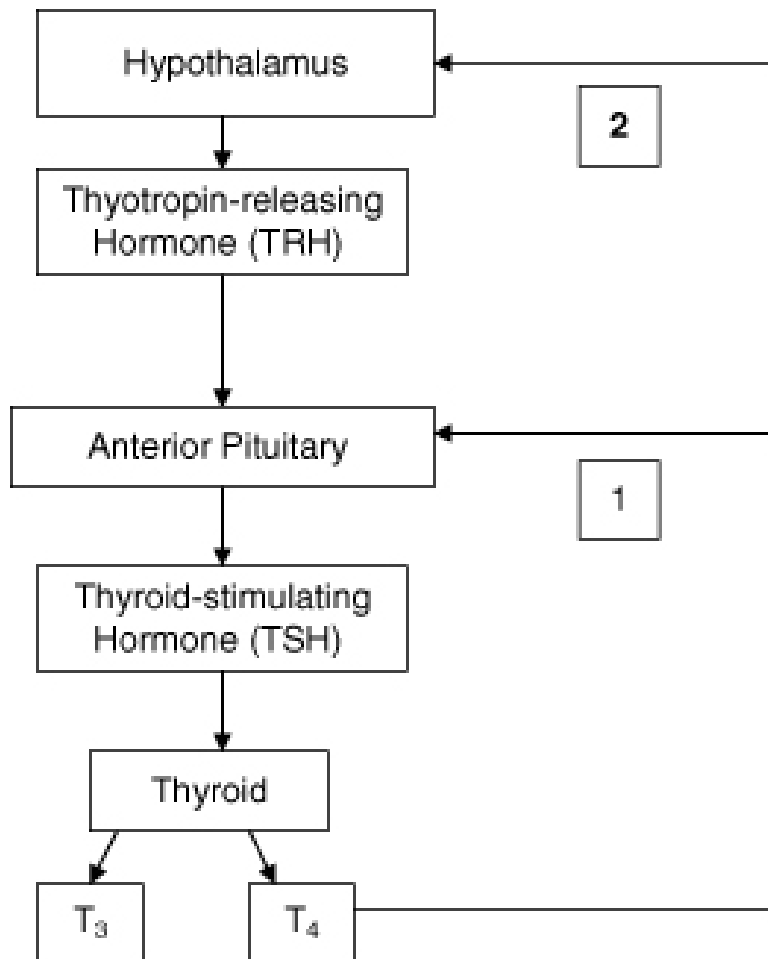 Hypothalamus
2
Thyotropin-releasing
Hormone (TRH)
Anterior Pituitary
1
Thyroid-stimulating
Hormone (TSH)
Thyroid
T₃
T₄